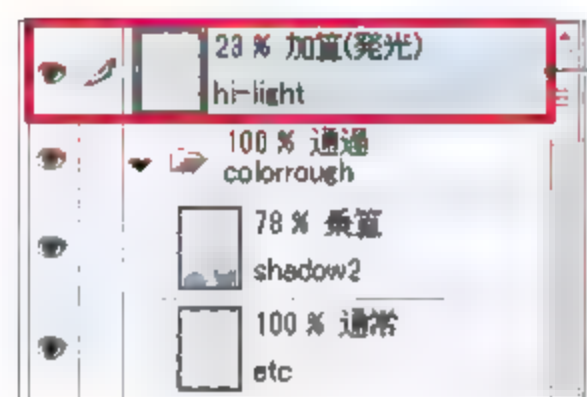 23 % 加算(発光)
hi-light
100 % 通過
colorrough
78 % 乗算
shadow2
100 % 通常
etc